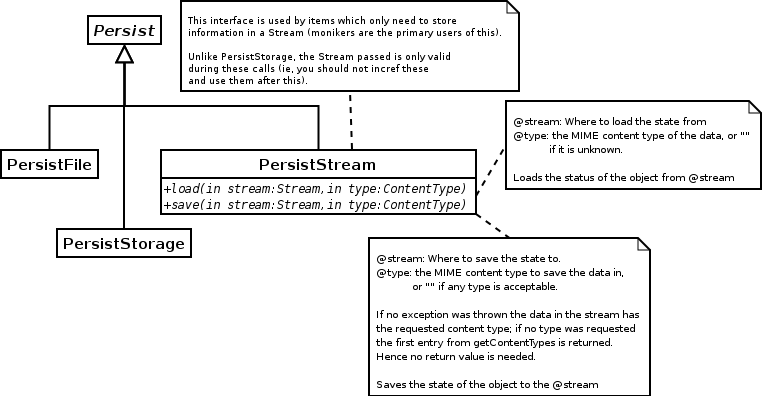 Persist
This interface is used by items which only need to store
information in a Stream (monikers are the primary users of this).
Unlike PersistStorage, the Stream passed is only valid
during these calls (ie, you should not incref these
and use them after this).
PersistFile
PersistStream
+load(in stream:Stream,in type:ContentType)
+save(in stream:Stream,in type:ContentType)
@stream: Where to load the state from
@type: the MIME content type of the data, or ""
if it is unknown.
Loads the status of the object from @stream
PersistStorage
@stream: Where to save the state to.
@type: the MIME content type to save the data in,
or "" if any type is acceptable.
If no exception was thrown the data in the stream has
the requested content type; if no type was requested
the first entry from getContentTypes is returned.
Hence no return value is needed.
Saves the state of the object to the @stream